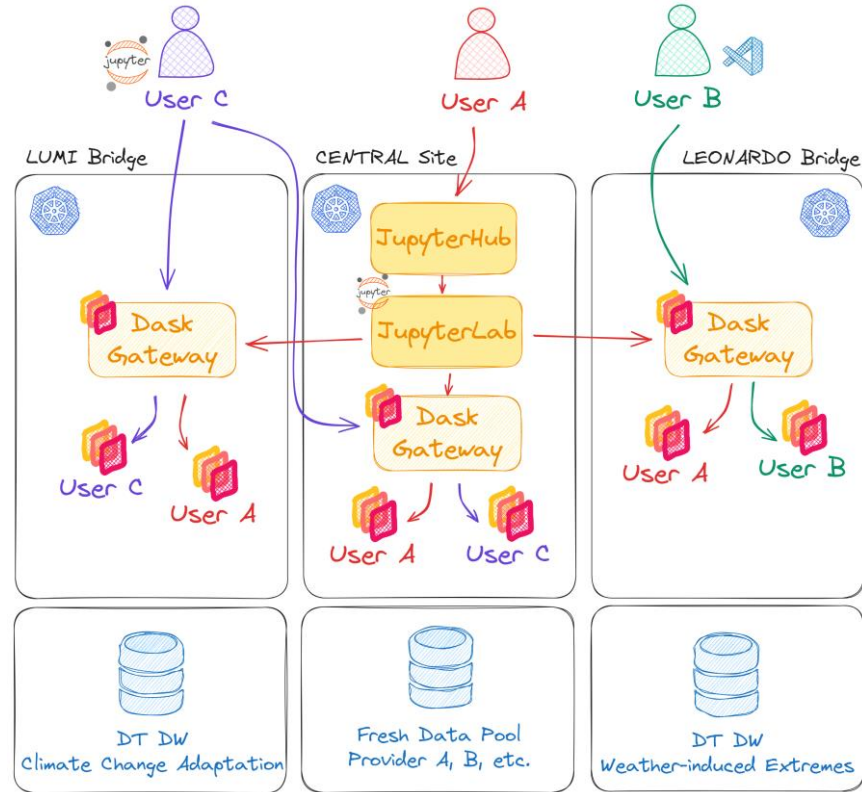 jupyter
User C
User A
User B
LUMI Bridge
CENTRAL Site
LEONARDO Bridge
JupyterHub
jupyter
JupyterLab
Dask
Gateway
Dask
Gateway
Dask
Gateway
User C
User A
User A
User C
User A
User B
DT DW
Climate Change Adaptation
Fresh Data Pool
Provider A, B, etc.
DT DW
Weather-induced Extremes